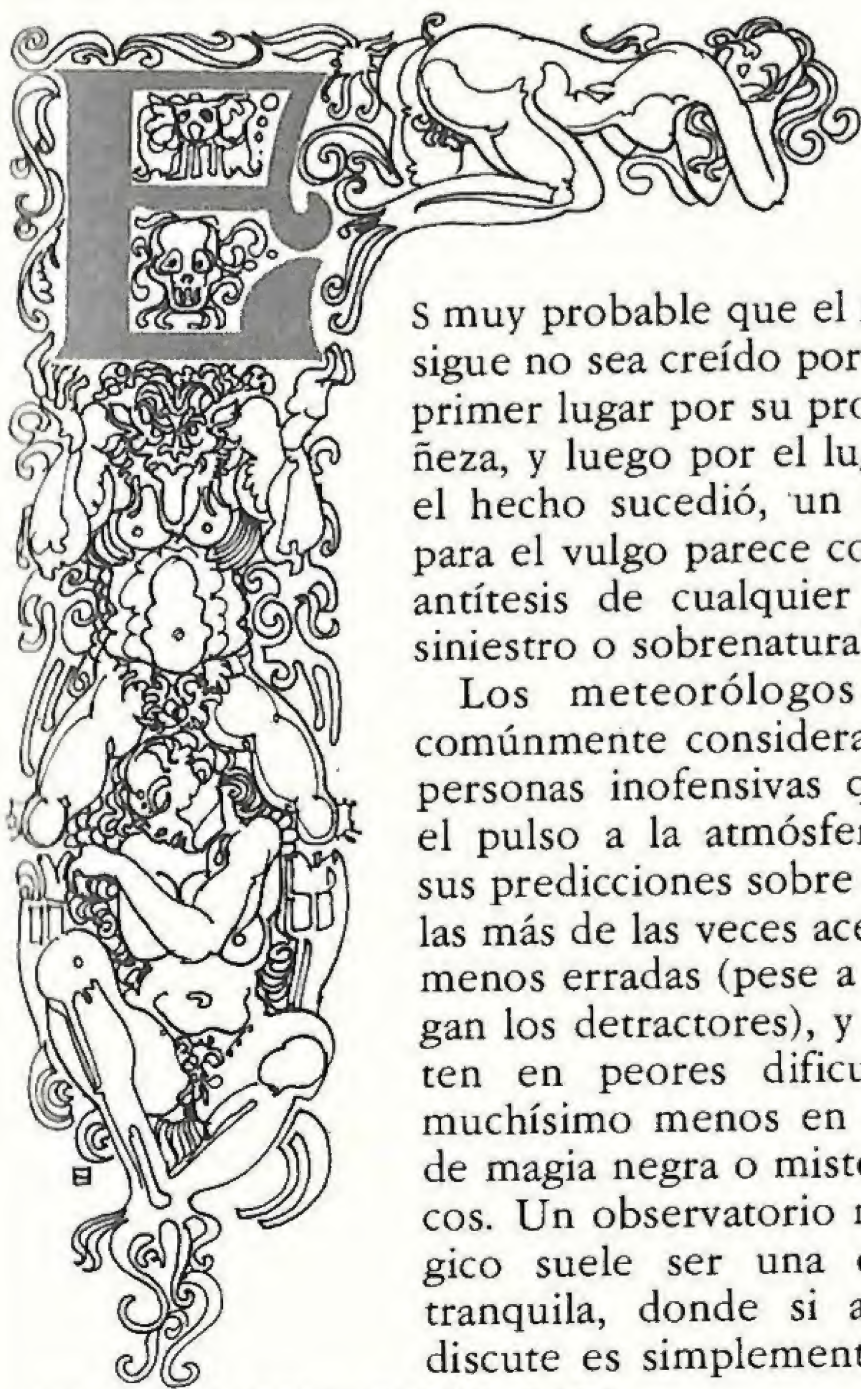 E
S muy probable que el
sigue no sea creído por
primer lugar por su pro
ñeza, y luego por el lu
el hecho sucedió, un
para el vulgo parece co
antítesis de cualquier
siniestro o sobrenatura
Los meteorólogos
comúnmente considera
personas inofensivas
el pulso a la atmósfer
sus predicciones sobre
las más de las veces ace
menos erradas (pese a
gan los detractores), y
ten en peores dificu
muchísimo menos en
de magia negra o miste
cos. Un observatorio
gico suele ser una
tranquila, donde si a
discute es simplement